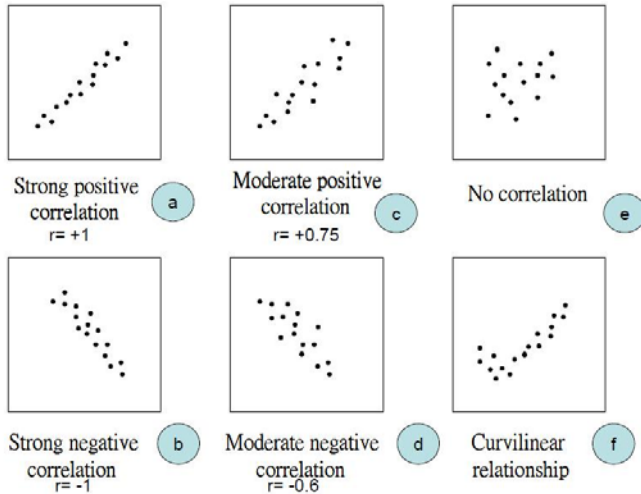 Strong positive
correlation
r= +1
a
Moderate positive
correlation
r= +0.75
c
No correlation
e
Strong negative
correlation
r= -1
b
Moderate negative
correlation
r= -0.6
d
Curvilinear
relationship
f